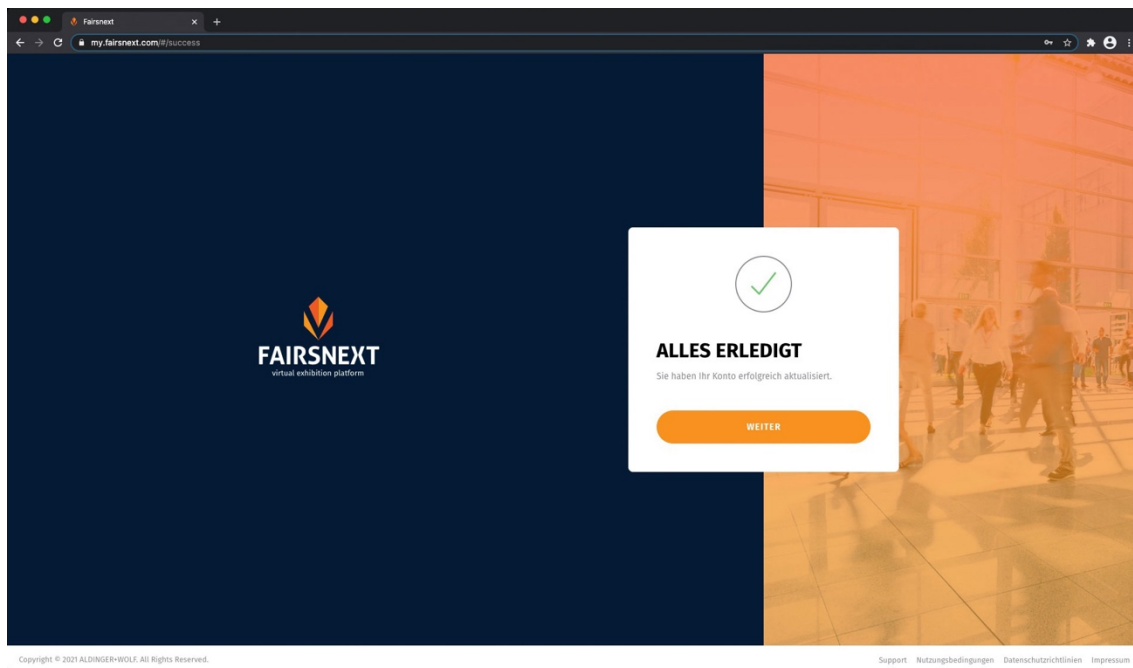 Fairsnext
my.fairsnext.com/#/success
FAIRSNEXT
virtual exhibition platform
ALLES ERLEDIGT
Sie haben Ihr Konto erfolgreich aktualisiert.
WEITER
Copyright © 2021 ALDINGER+WOLF. All Rights Reserved.
Support Nutzungsbedingungen Datenschutzrichtlinien Impressum